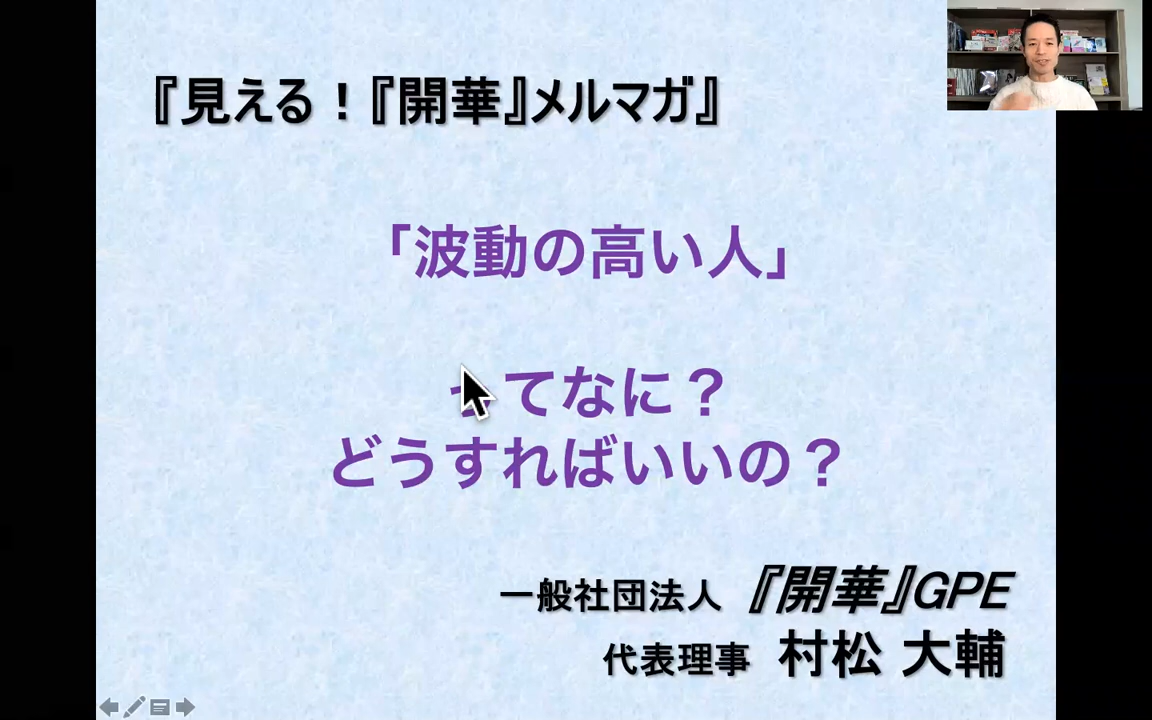 『見える！『開華』メルマガ』
「波動の高い人」
ってなに？
どうすればいいの？
一般社団法人 『開華』GPE
代表理事 村松 大輔